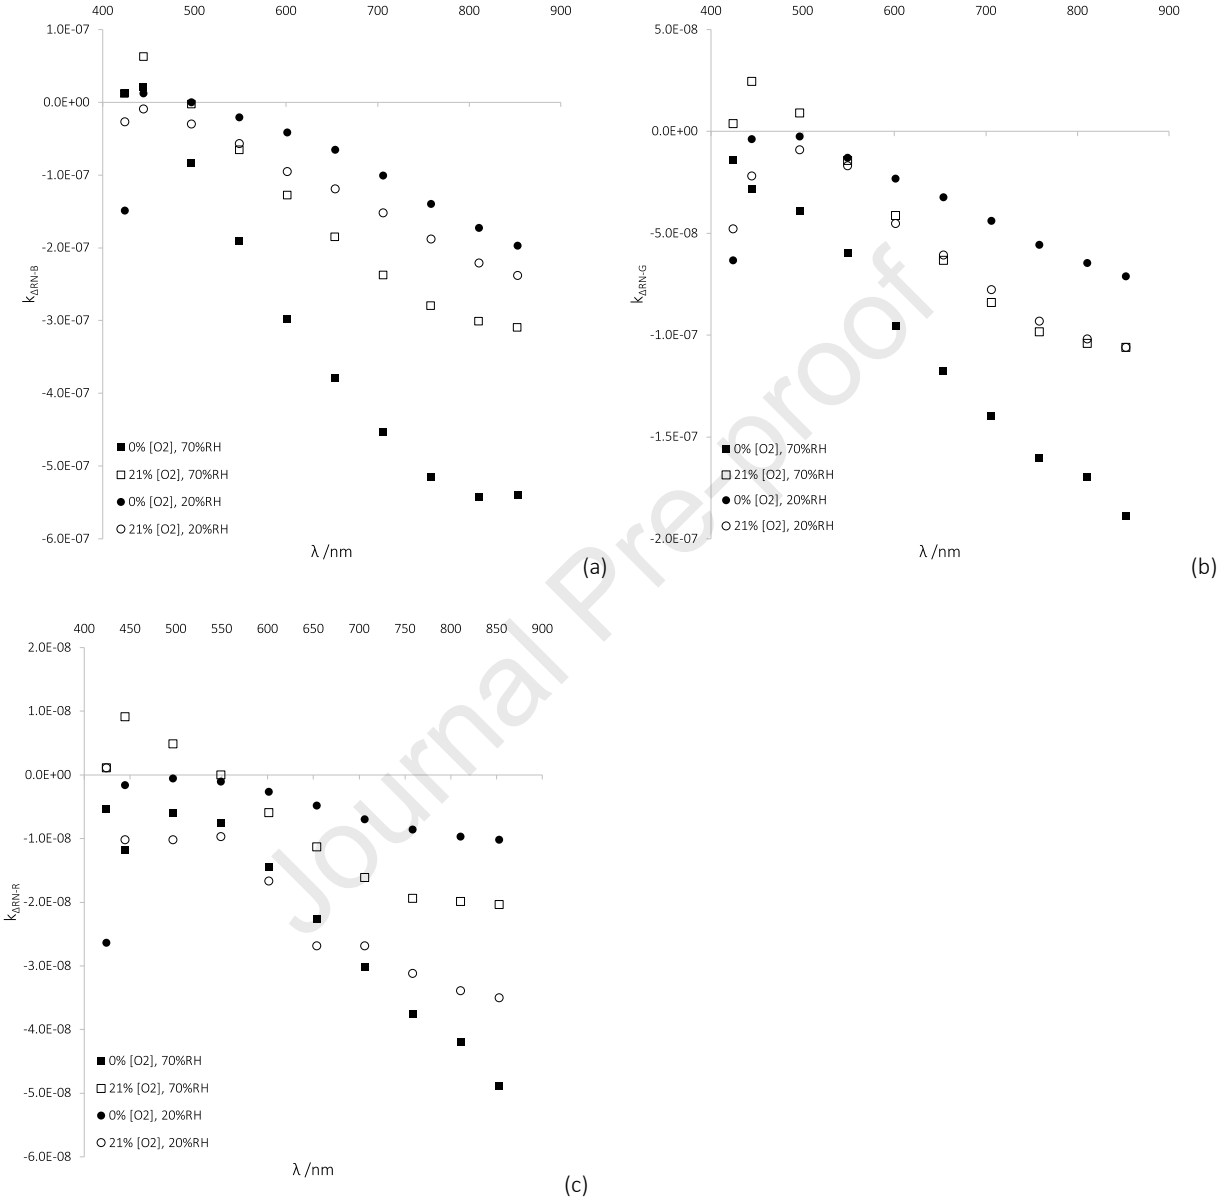 400 500 600 700 800 900
1.0E-07
0.0E+00
-1.0E-07
-2.0E-07
-3.0E-07
-4.0E-07
-5.0E-07
-6.0E-07
kΔRN-B
0% [O2], 70%RH
21% [O2], 70%RH
0% [O2], 20%RH
21% [O2], 20%RH
λ /nm
(a)
400 500 600 700 800 900
5.0E-08
0.0E+00
-5.0E-08
-1.0E-07
-1.5E-07
-2.0E-07
kΔRN-G
0% [O2], 70%RH
21% [O2], 70%RH
0% [O2], 20%RH
21% [O2], 20%RH
λ /nm
(b)
400 450 500 550 600 650 700 750 800 850 900
2.0E-08
1.0E-08
0.0E+00
-1.0E-08
-2.0E-08
-3.0E-08
-4.0E-08
-5.0E-08
-6.0E-08
kΔRN-R
0% [O2], 70%RH
21% [O2], 70%RH
0% [O2], 20%RH
21% [O2], 20%RH
λ /nm
(c)
Journal Pre-proof